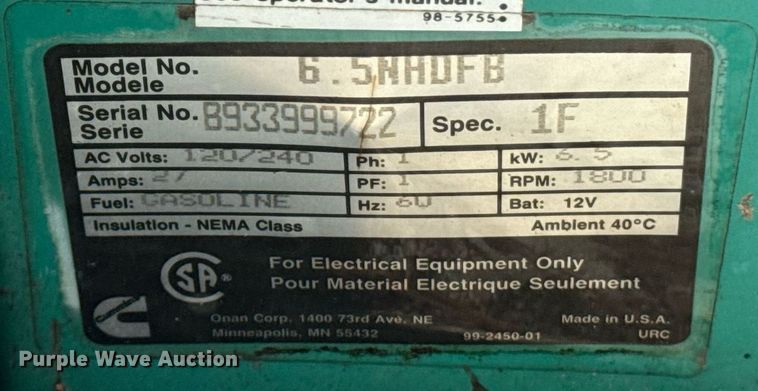 operator's manual.
98-5755
Model No. 6.5NHDFB
Modele
Serial No. B933999722 Spec. 1F
Serie
AC Volts: 120/240 Ph: 1 kW: 6.5
Amps: 27 PF: 1 RPM: 1800
Fuel: GASOLINE Hz: 60 Bat: 12V
Insulation - NEMA Class Ambient 40°C
SA ® For Electrical Equipment Only
Pour Material Electrique Seulement
Onan Corp. 1400 73rd Ave. NE Made in U.S.A.
Minneapolis, MN 55432 99-2450-01 URC
Purple Wave Auction